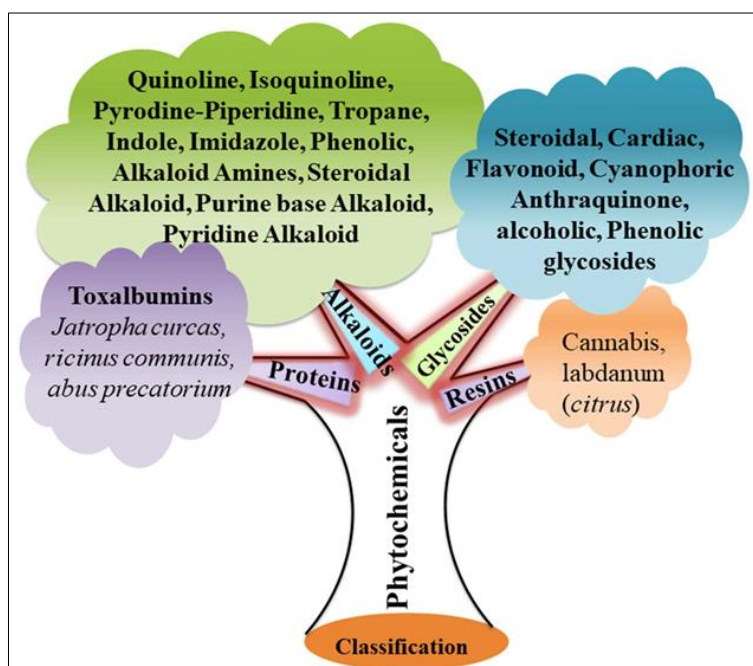 Quinoline, Isoquinoline,
Pyrodine-Piperidine, Tropane,
Indole, Imidazole, Phenolic,
Alkaloid Amines, Steroidal
Alkaloid, Purine base Alkaloid,
Pyridine Alkaloid
Steroidal, Cardiac,
Flavonoid, Cyanophoric
Anthraquinone,
alcoholic, Phenolic
glycosides
Toxalbumins
Jatropha curcas,
ricinus communis,
abus precatorium
Cannabis,
labdanum
(citrus)
Proteins
Alkaloids
Glycosides
Resins
Phytochemicals
Classification